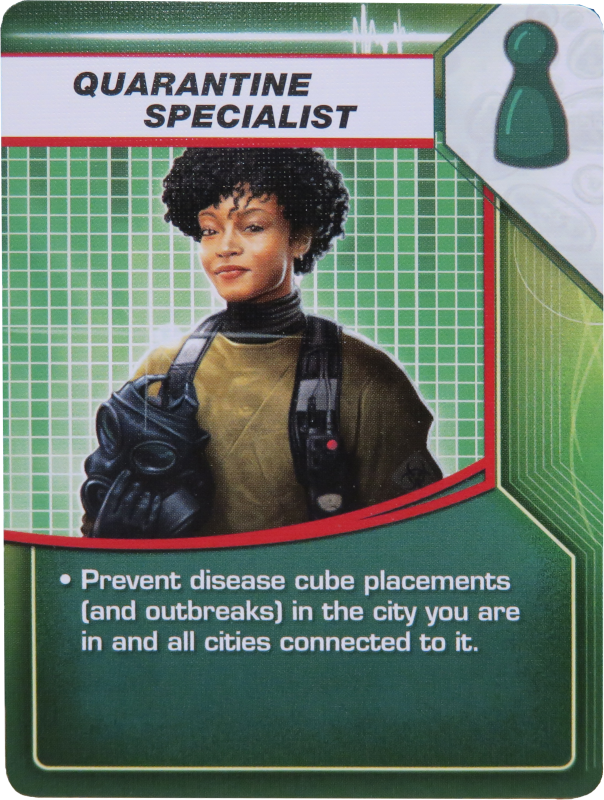 QUARANTINE
SPECIALIST
• Prevent disease cube placements
(and outbreaks) in the city you are
in and all cities connected to it.